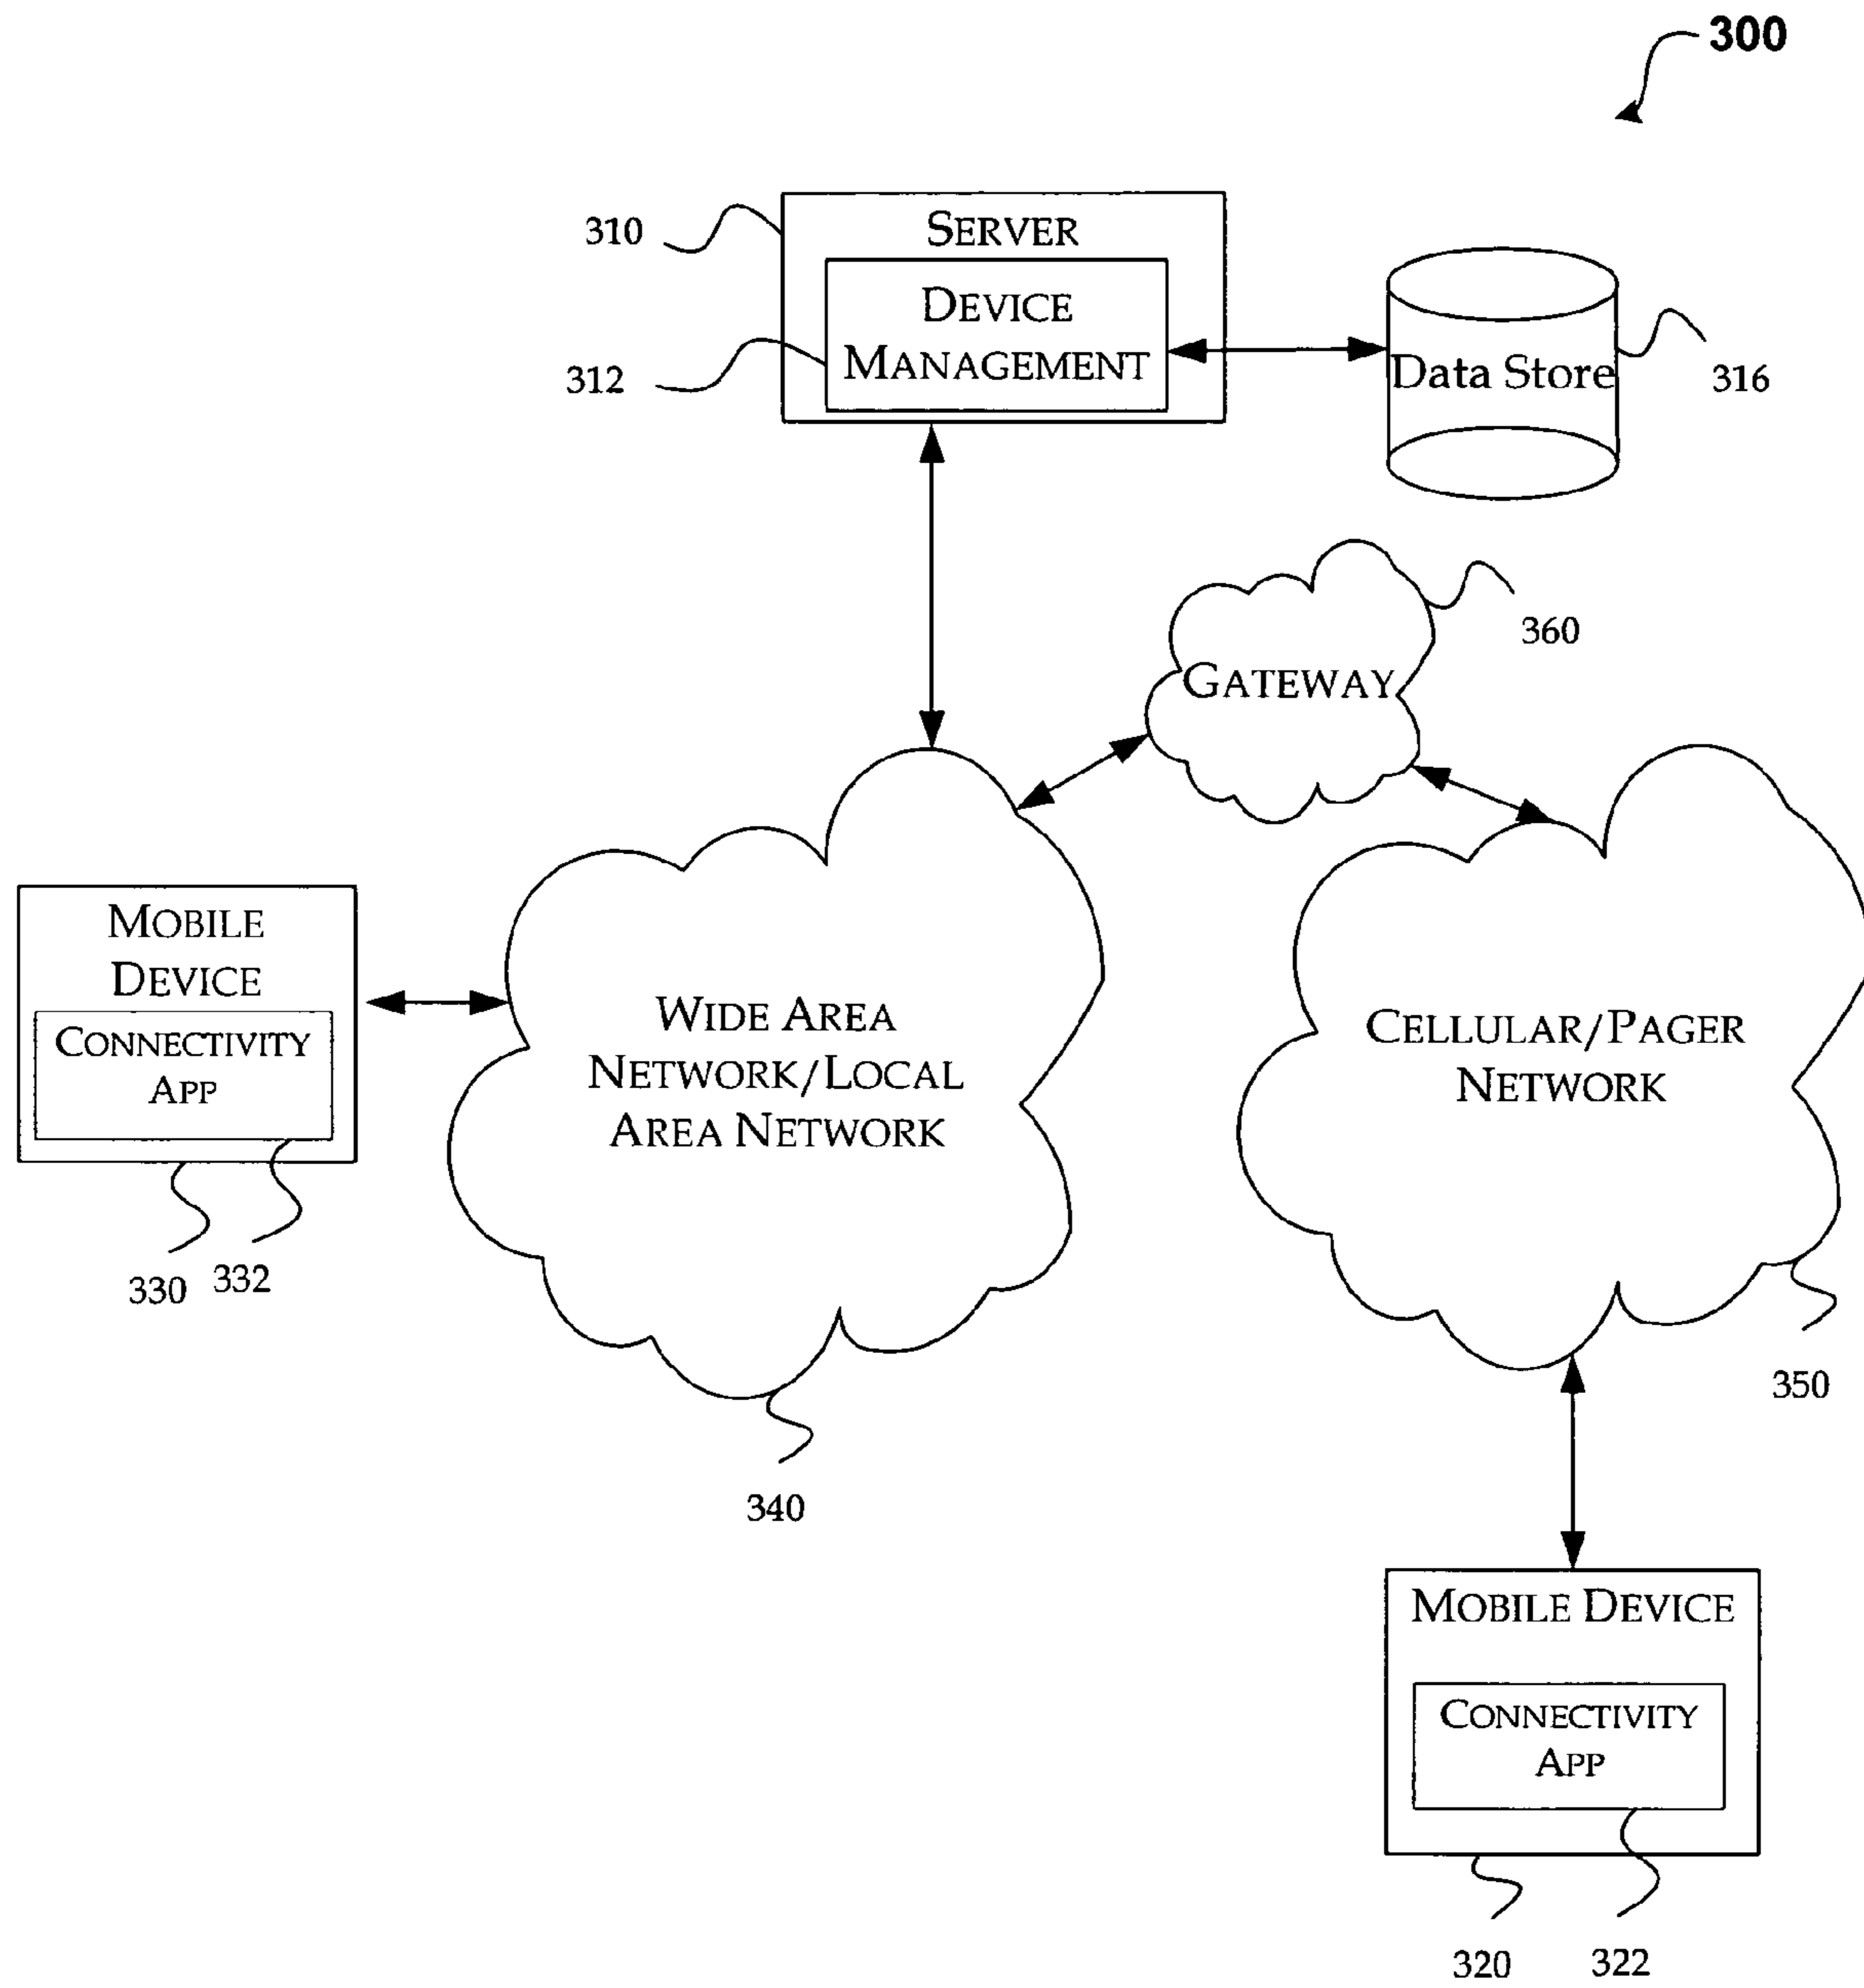 300
310
SERVER
DEVICE
MANAGEMENT
312
Data Store
316
360
GATEWAY
MOBILE
DEVICE
CONNECTIVITY
APP
330
332
WIDE AREA
NETWORK/LOCAL
AREA NETWORK
340
CELLULAR/PAGER
NETWORK
350
MOBILE DEVICE
CONNECTIVITY
APP
320
322